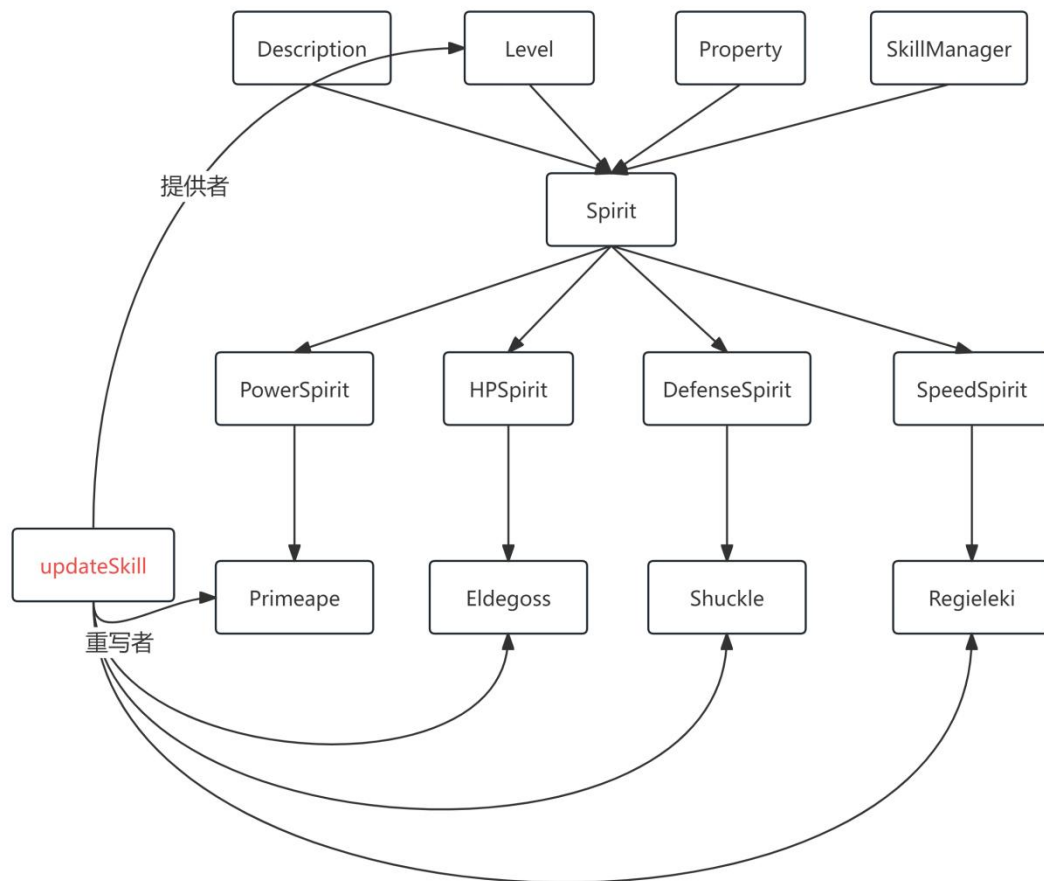 Description
Level
Property
SkillManager
提供者
Spirit
PowerSpirit
HPSpirit
DefenseSpirit
SpeedSpirit
updateSkill
Primeape
Eldegoss
Shuckle
Regieleki
重写者